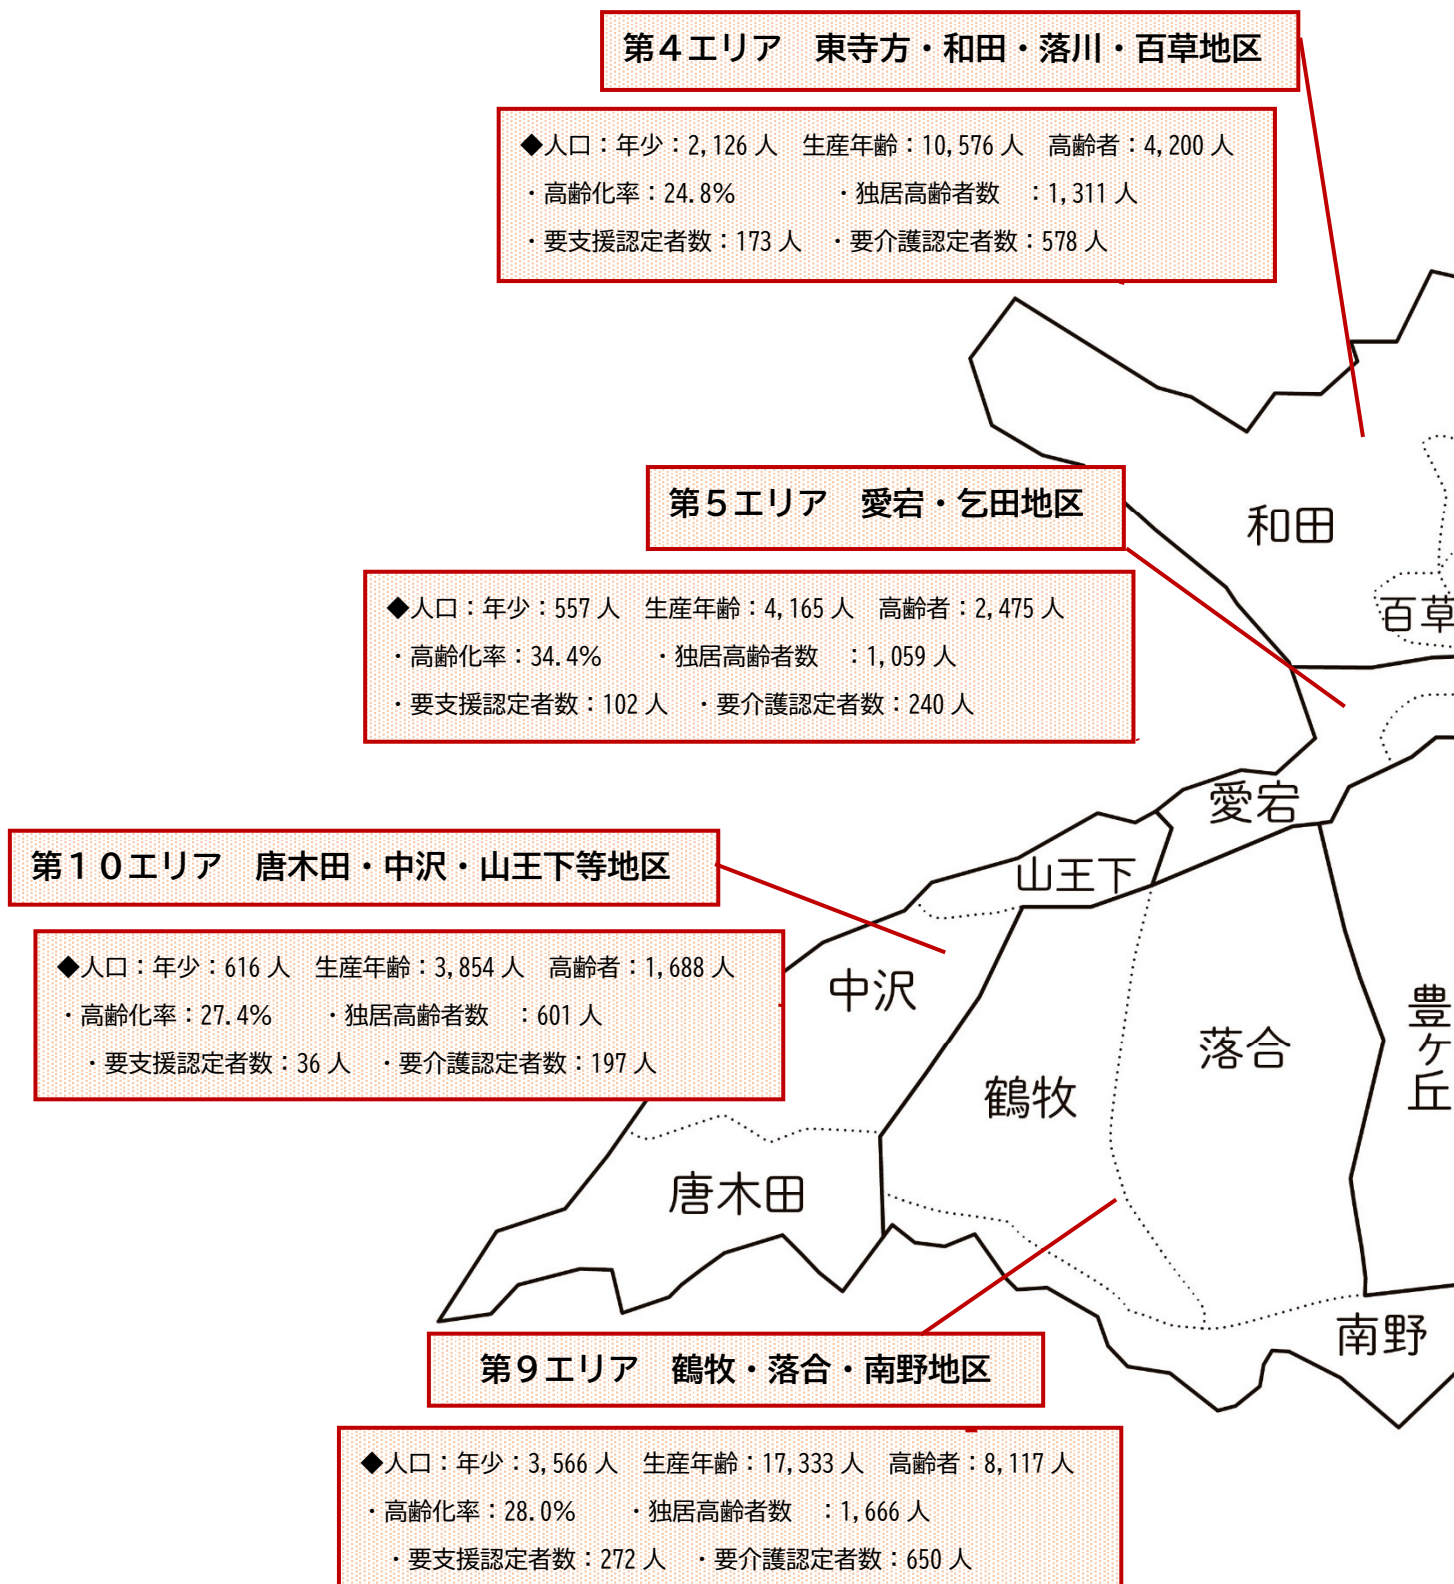 第４エリア　東寺方・和田・落川・百草地区
◆人口：年少：2,126 人　生産年齢：10,576 人　高齢者：4,200 人
・高齢化率：24.8%　　　　・独居高齢者数　：1,311 人
・要支援認定者数：173 人　・要介護認定者数：578 人
和田
百草
第５エリア　愛宕・乞田地区
◆人口：年少：557 人　生産年齢：4,165 人　高齢者：2,475 人
・高齢化率：34.4%　　・独居高齢者数　：1,059 人
・要支援認定者数：102 人　・要介護認定者数：240 人
愛宕
山王下
第１０エリア　唐木田・中沢・山王下等地区
◆人口：年少：616 人　生産年齢：3,854 人　高齢者：1,688 人
・高齢化率：27.4%　　・独居高齢者数　：601 人
・要支援認定者数：36 人　・要介護認定者数：197 人
中沢
豊ヶ丘
落合
鶴牧
唐木田
南野
第９エリア　鶴牧・落合・南野地区
◆人口：年少：3,566 人　生産年齢：17,333 人　高齢者：8,117 人
・高齢化率：28.0%　　・独居高齢者数　：1,666 人
・要支援認定者数：272 人　・要介護認定者数：650 人